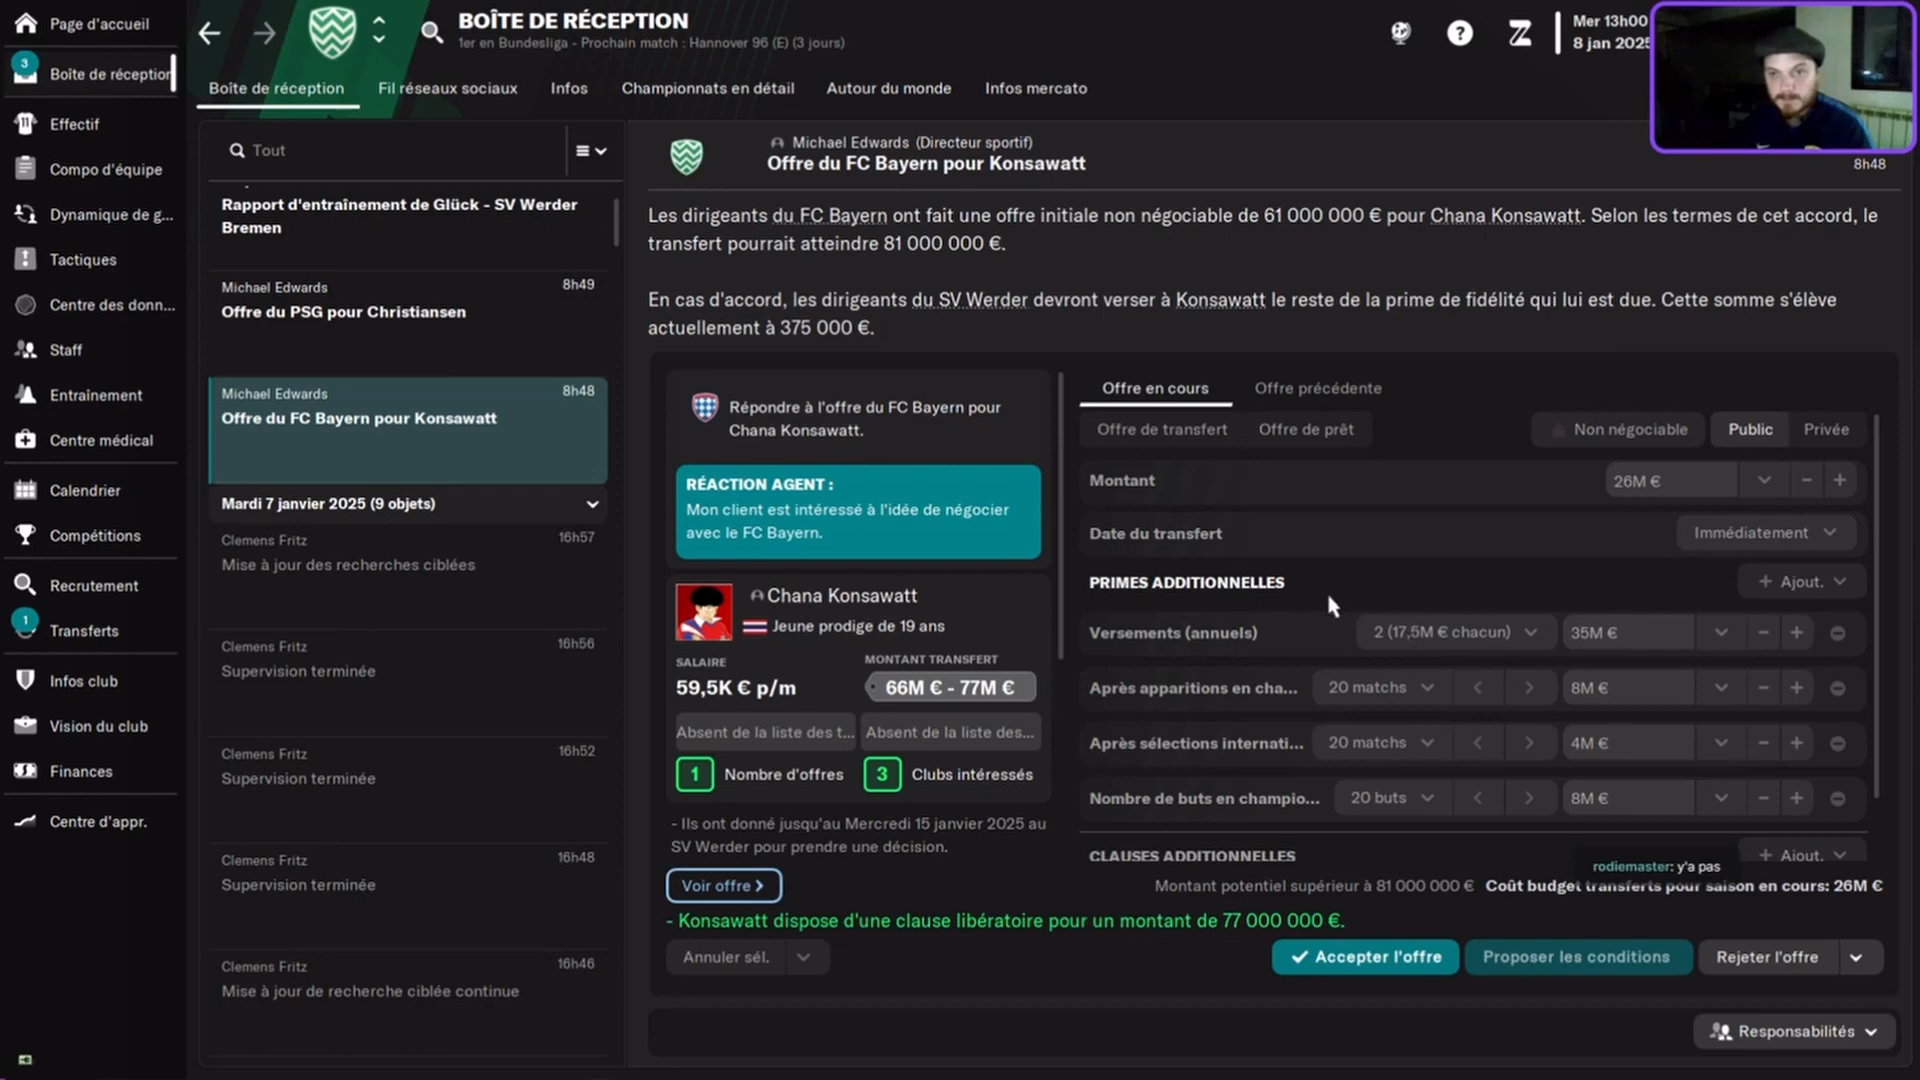 Page d'accueil
3
Boîte de réception
Effectif
Compo d'équipe
Dynamique de g...
Tactiques
Centre des donn...
Staff
Entraînement
Centre médical
Calendrier
Compétitions
Recrutement
1
Transferts
Infos club
Vision du club
Finances
Centre d'appr.
BOÎTE DE RÉCEPTION
1er en Bundesliga - Prochain match : Hannover 96 (E) (3 jours)
Mer 13h00
8 jan 2025
Boîte de réception
Fil réseaux sociaux
Infos
Championnats en détail
Autour du monde
Infos mercato
Tout
Rapport d'entraînement de Glück - SV Werder
Bremen
Michael Edwards 8h49
Offre du PSG pour Christiansen
Michael Edwards 8h48
Offre du FC Bayern pour Konsawatt
Mardi 7 janvier 2025 (9 objets)
Clemens Fritz 16h57
Mise à jour des recherches ciblées
Clemens Fritz 16h56
Supervision terminée
Clemens Fritz 16h52
Supervision terminée
Clemens Fritz 16h48
Supervision terminée
Clemens Fritz 16h46
Mise à jour de recherche ciblée continue
Michael Edwards (Directeur sportif)
Offre du FC Bayern pour Konsawatt
8h48
Les dirigeants du FC Bayern ont fait une offre initiale non négociable de 61 000 000 € pour Chana Konsawatt. Selon les termes de cet accord, le
transfert pourrait atteindre 81 000 000 €.
En cas d'accord, les dirigeants du SV Werder devront verser à Konsawatt le reste de la prime de fidélité qui lui est due. Cette somme s'élève
actuellement à 375 000 €.
Répondre à l'offre du FC Bayern pour
Chana Konsawatt.
RÉACTION AGENT :
Mon client est intéressé à l'idée de négocier
avec le FC Bayern.
Chana Konsawatt
Jeune prodige de 19 ans
SALAIRE
59,5K € p/m
MONTANT TRANSFERT
66M € - 77M €
Absent de la liste des t...
Absent de la liste des...
1 Nombre d'offres
3 Clubs intéressés
- Ils ont donné jusqu'au Mercredi 15 janvier 2025 au
SV Werder pour prendre une décision.
Voir offre
Offre en cours
Offre précédente
Offre de transfert
Offre de prêt
Non négociable
Public
Privée
Montant 26M €
Date du transfert Immédiatement
PRIMES ADDITIONNELLES Ajout.
Versements (annuels) 2 (17,5M € chacun) 35M €
Après apparitions en cha... 20 matchs 8M €
Après sélections internati... 20 matchs 4M €
Nombre de buts en champio... 20 buts 8M €
CLAUSES ADDITIONNELLES Ajout.
rodiemaster: y'a pas
Montant potentiel supérieur à 81 000 000 € Coût budget transferts pour saison en cours: 26M €
- Konsawatt dispose d'une clause libératoire pour un montant de 77 000 000 €.
Annuler sél.
Accepter l'offre
Proposer les conditions
Rejeter l'offre
Responsabilités